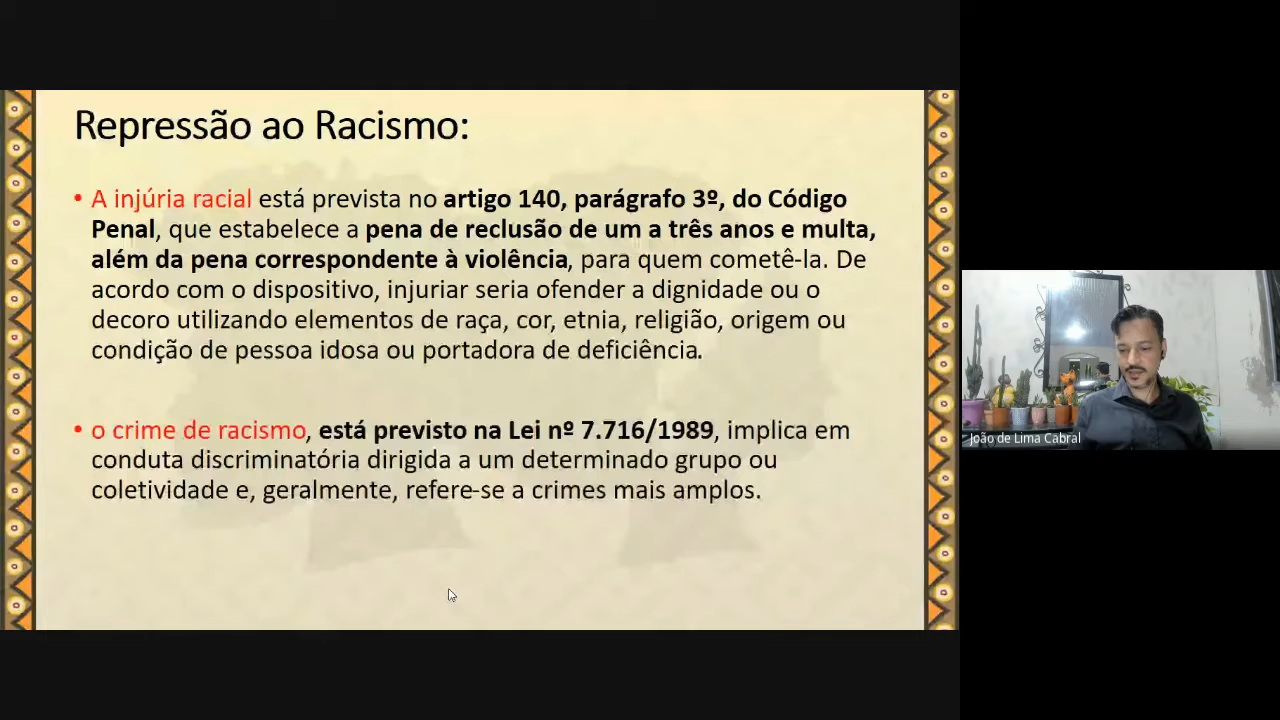 Repressão ao Racismo:
• A injúria racial está prevista no artigo 140, parágrafo 3º, do Código
Penal, que estabelece a pena de reclusão de um a três anos e multa,
além da pena correspondente à violência, para quem cometê-la. De
acordo com o dispositivo, injuriar seria ofender a dignidade ou o
decoro utilizando elementos de raça, cor, etnia, religião, origem ou
condição de pessoa idosa ou portadora de deficiência.
• o crime de racismo, está previsto na Lei nº 7.716/1989, implica em
conduta discriminatória dirigida a um determinado grupo ou
coletividade e, geralmente, refere-se a crimes mais amplos.
João de Lima Cabral